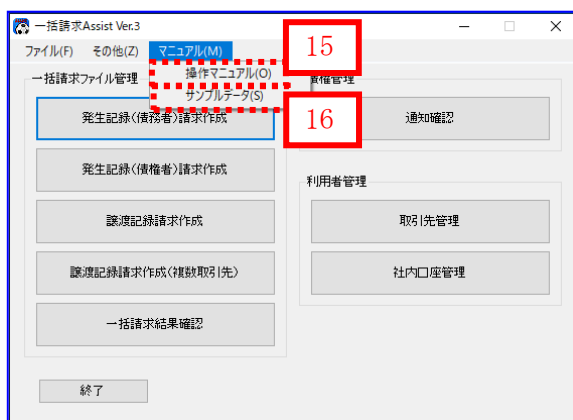 一括請求Assist Ver.3
ファイル(F) その他(Z) マニュアル(M)
操作マニュアル(O)
サンプルデータ(S)
15
16
一括請求ファイル管理
発生記録(債務者)請求作成
発生記録(債権者)請求作成
譲渡記録請求作成
譲渡記録請求作成(複数取引先)
一括請求結果確認
権管理
通知確認
利用者管理
取引先管理
社内口座管理
終了